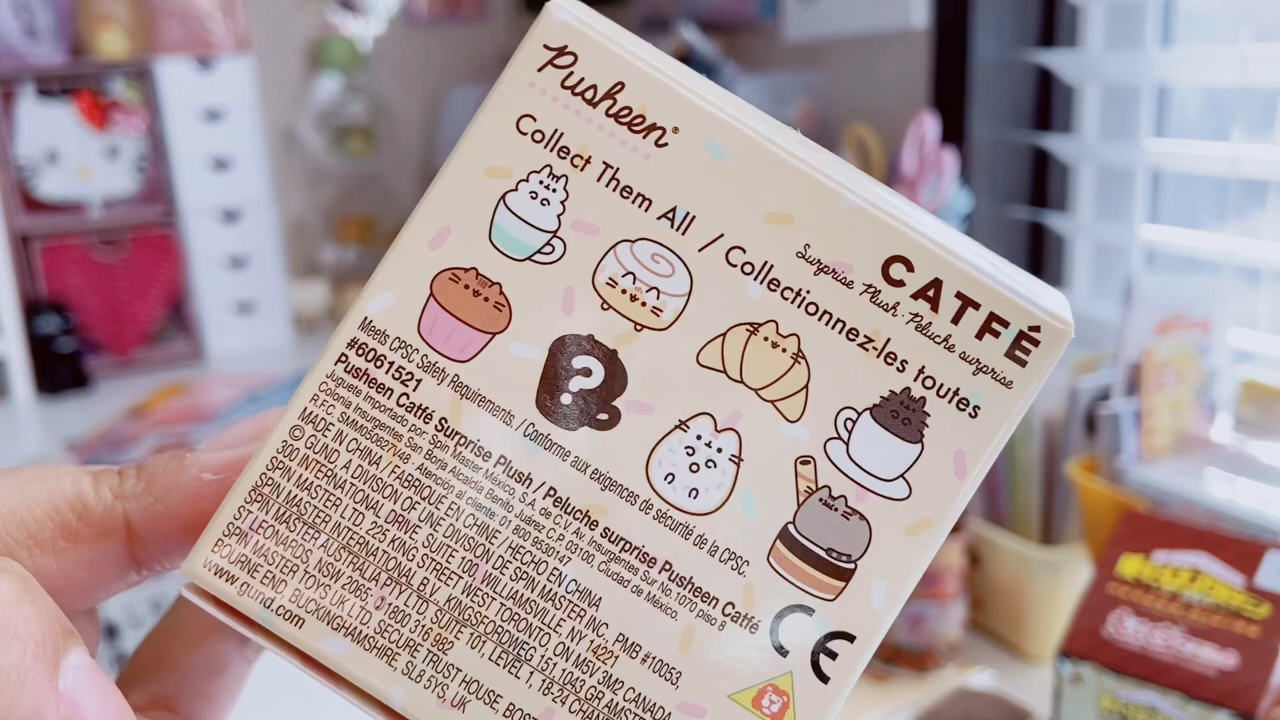 Pusheen®
Collect Them All / Collectionnez-les toutes
CATFÉ
Surprise Plush • Peluche surprise
?
Meets CPSC Safety Requirements. / Conforme aux exigences de sécurité de la CPSC.
#6061521
Pusheen Catfé Surprise Plush / Peluche surprise Pusheen Catfé
Juguete Importado por: Spin Master México, S.A. de C.V. Av. Insurgentes Sur No. 1070 piso 8
Colonia Insurgentes San Borja Alcaldía Benito Juárez C.P. 03100, Ciudad de México.
R.F.C. SMM050627V48 - Atención al cliente: 01 800 9530147
MADE IN CHINA / FABRIQUÉ EN CHINE / HECHO EN CHINA
© GUND, A DIVISION OF/UNE DIVISION DE SPIN MASTER INC, PMB #10053,
300 INTERNATIONAL DRIVE, SUITE 100, WILLIAMSVILLE, NY 14221
SPIN MASTER LTD. 225 KING STREET WEST TORONTO, ON M5V 3M2, CANADA
SPIN MASTER INTERNATIONAL B.V., KINGSFORDWEG 151, 1043 GR AMST
SPIN MASTER AUSTRALIA PTY LTD, SUITE 101, LEVEL 1, 18-24 CHAN
ST LEONARDS, NSW 2065; 1800 316 982
SPIN MASTER TOYS UK LTD, SECURE TRUST HOUSE, BOST
BOURNE END, BUCKINGHAMSHIRE, SL8 5YS, UK
www.gund.com
CE